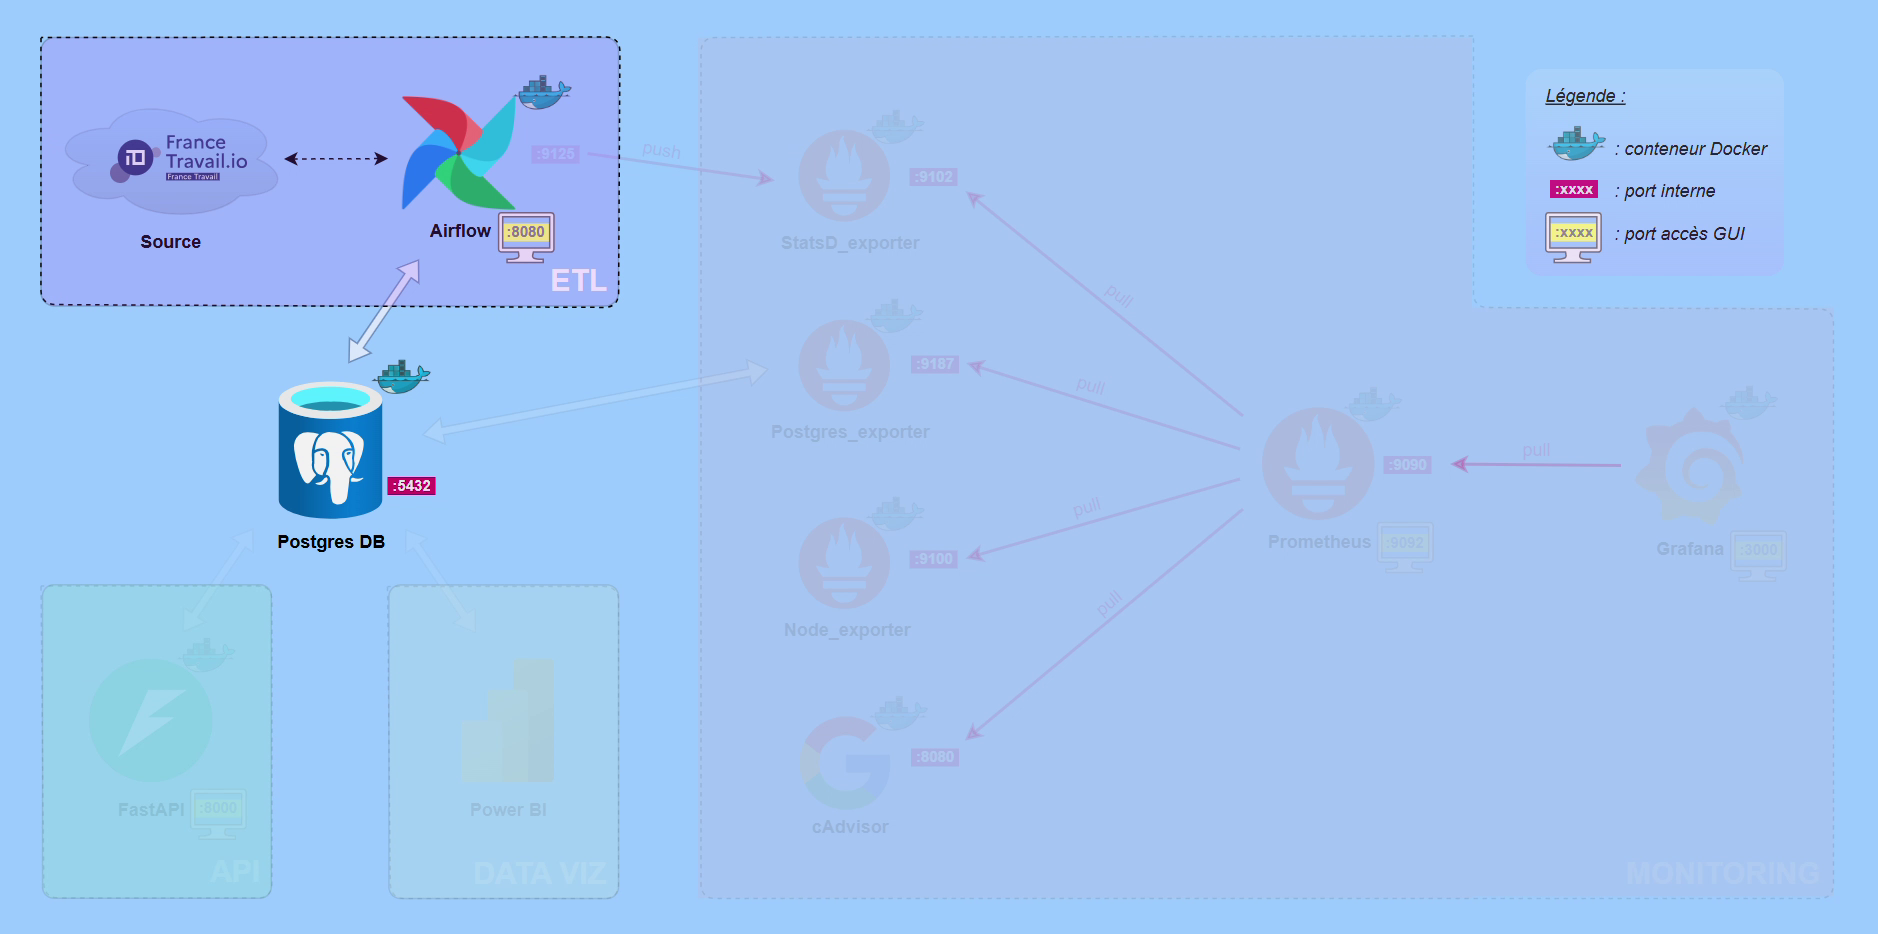 France
Travail.io
France Travail
Source
Airflow
:8080
:9125
ETL
push
:9102
StatsD_exporter
pull
Légende :
: conteneur Docker
:xxxx
: port interne
:xxxx
: port accès GUI
:5432
Postgres DB
:9187
Postgres_exporter
pull
:9100
Node_exporter
pull
:8080
cAdvisor
pull
:9090
Prometheus
:9092
pull
Grafana
:3000
FastAPI
:8000
API
Power BI
DATA VIZ
MONITORING